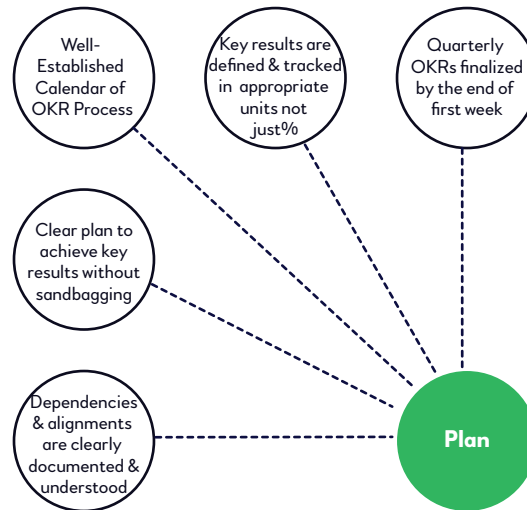 Well-
Established
Calendar of
OKR Process
Key results are
defined & tracked
in appropriate
units not
just%
Quarterly
OKRs finalized
by the end of
first week
Clear plan to
achieve key
results without
sandbagging
Dependencies
& alignments
are clearly
documented &
understood
Plan